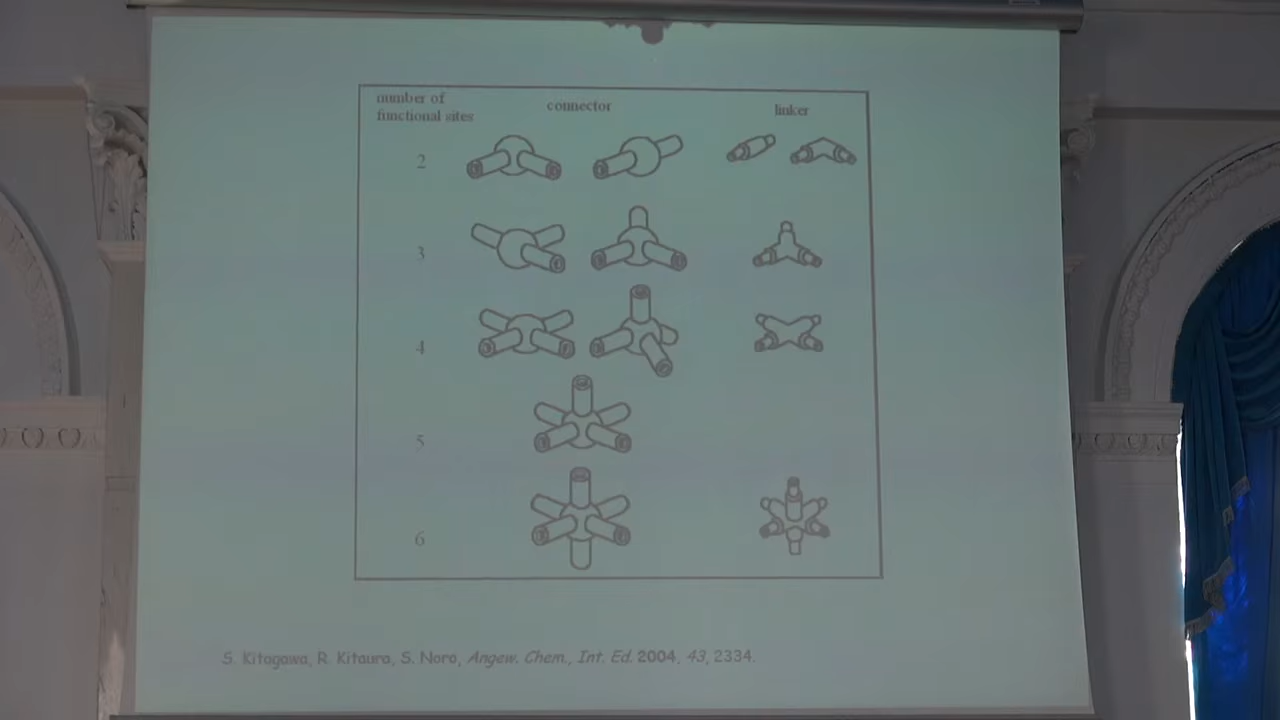 number of
functional sites
connector
linker
2
3
4
5
6
S. Kitagawa, R. Kitaura, S. Noro, Angew. Chem., Int. Ed. 2004, 43, 2334.